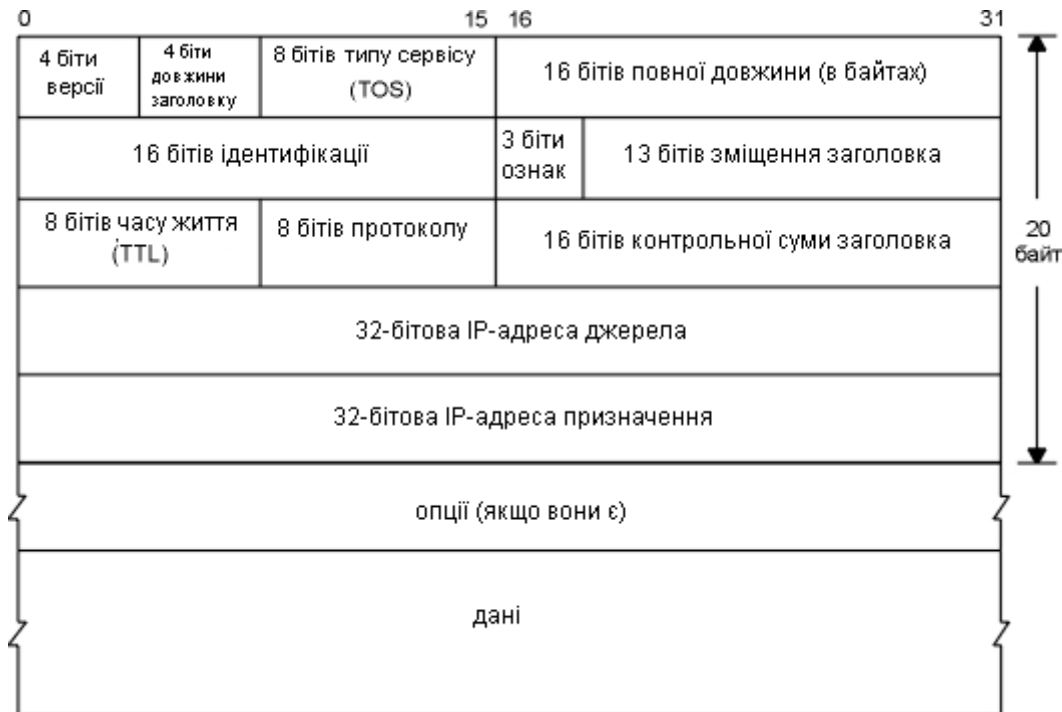 0 15 16 31
4 біти
версії
4 біти
довжини
заголовку
8 бітів типу сервісу
(TOS)
16 бітів повної довжини (в байтах)
16 бітів ідентифікації
3 біти
ознак
13 бітів зміщення заголовка
8 бітів часу життя
(TTL)
8 бітів протоколу
16 бітів контрольної суми заголовка
20
байт
32-бітова IP-адреса джерела
32-бітова IP-адреса призначення
опції (якщо вони є)
дані